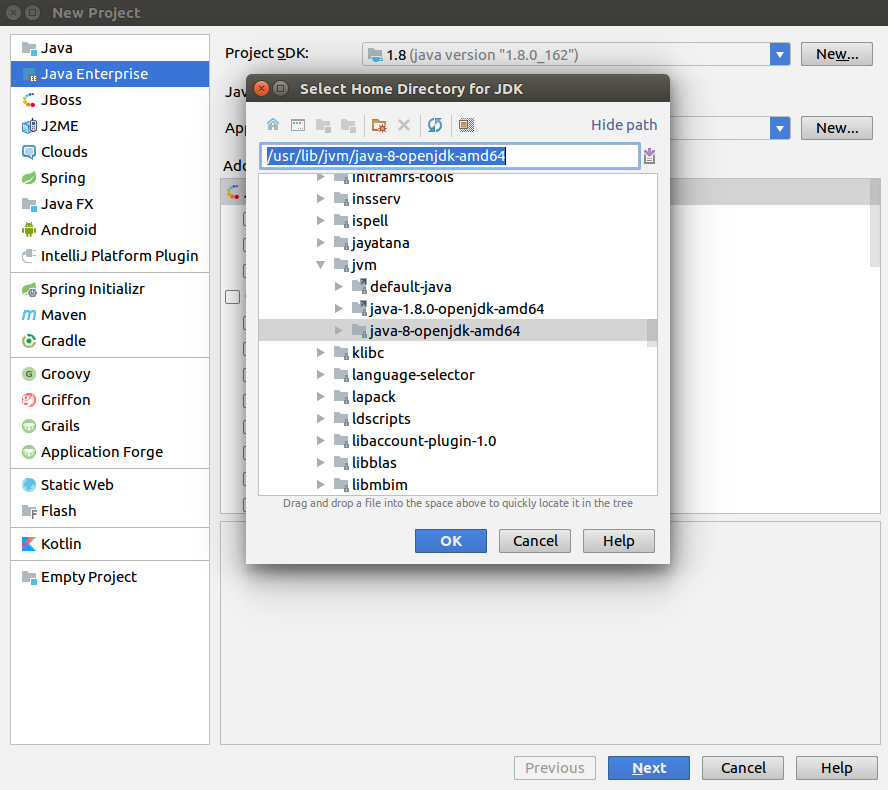 New Project
Java
Java Enterprise
JBoss
J2ME
Clouds
Spring
Java FX
Android
IntelliJ Platform Plugin
Spring Initializr
Maven
Gradle
Groovy
Griffon
Grails
Application Forge
Static Web
Flash
Kotlin
Empty Project
Project SDK:
1.8 (java version "1.8.0_162")
New...
New...
Select Home Directory for JDK
Hide path
/usr/lib/jvm/java-8-openjdk-amd64
initramrs-tools
insserv
ispell
jayatana
jvm
default-java
java-1.8.0-openjdk-amd64
java-8-openjdk-amd64
klibc
language-selector
lapack
ldscripts
libaccount-plugin-1.0
libblas
libmbim
Drag and drop a file into the space above to quickly locate it in the tree
OK Cancel Help
Previous Next Cancel Help